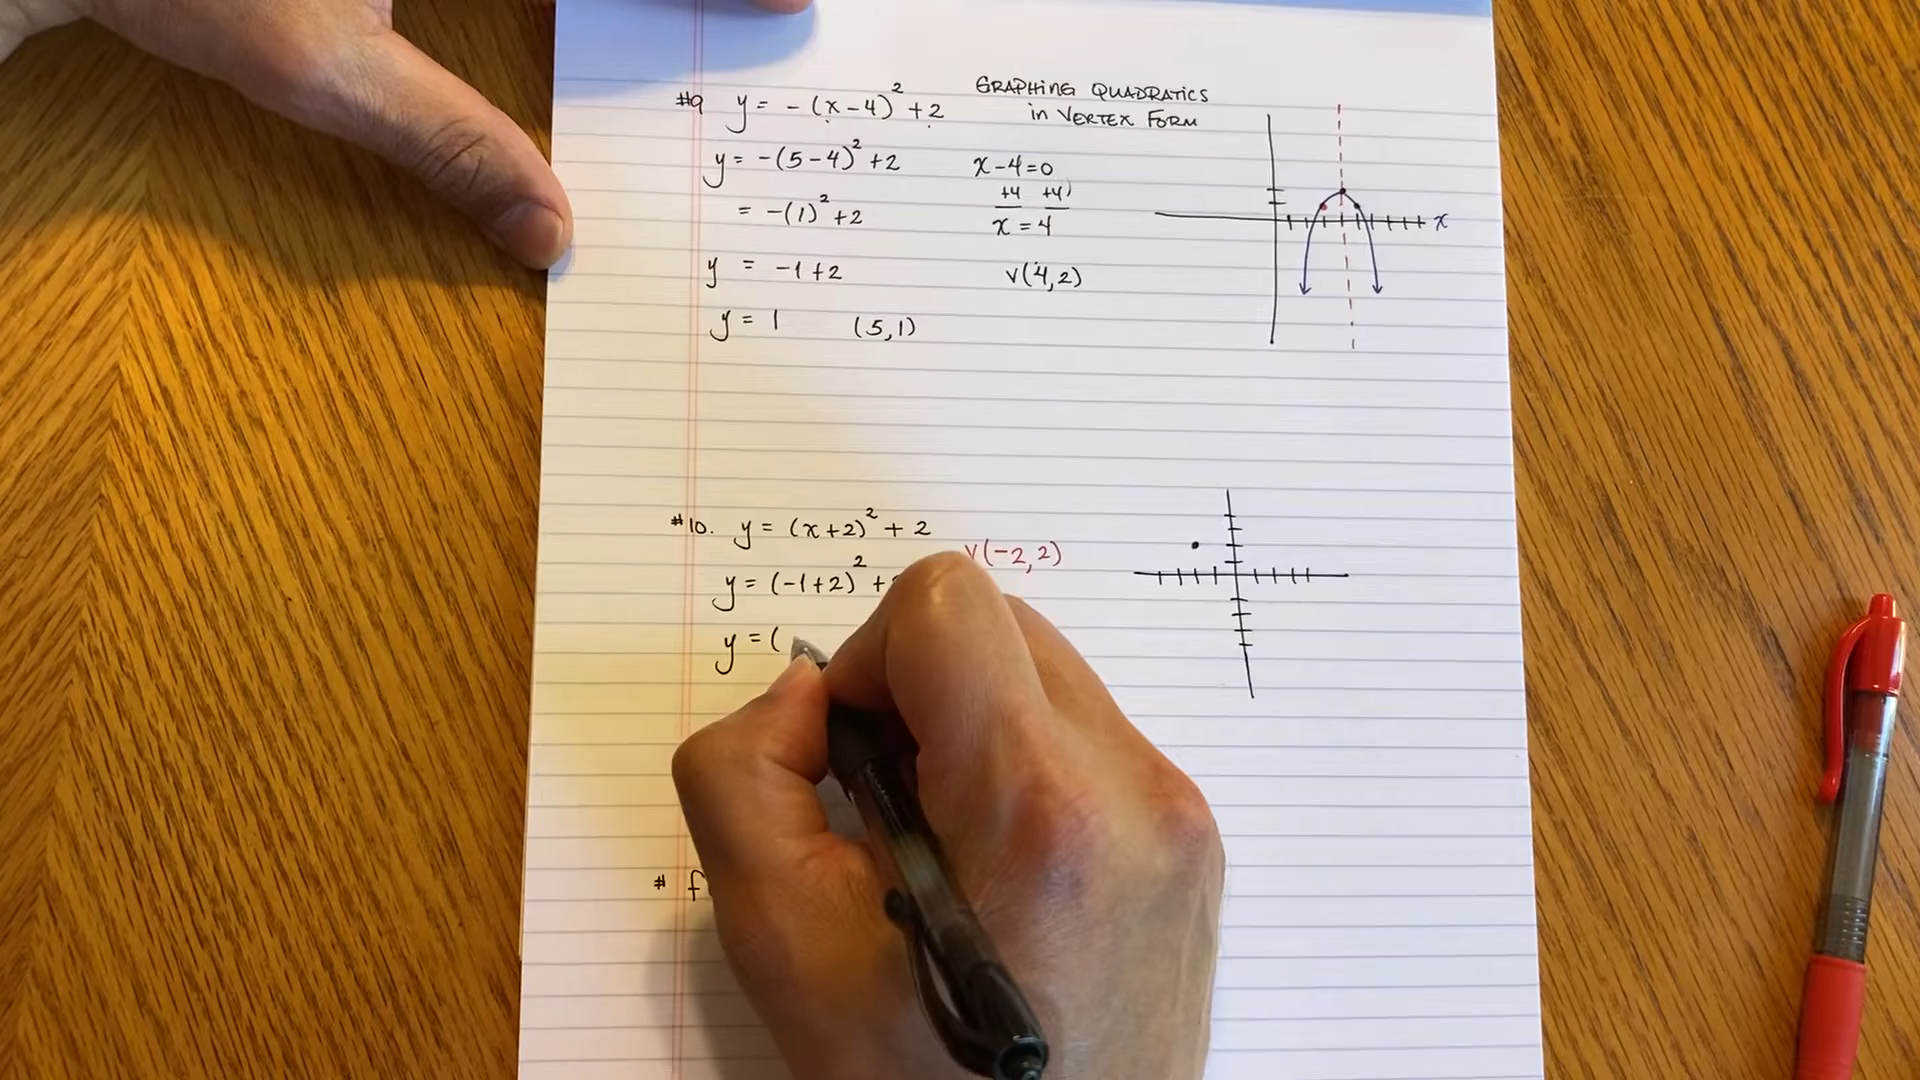 GRAPHING QUADRATICS
in VERTEX FORM
#9 y = -(x-4)² + 2
y = -(5-4)² + 2
= -(1)² + 2
y = -1 + 2
y = 1 (5,1)
x - 4 = 0
+4 +4
x = 4
V(4,2)
x
#10. y = (x+2)² + 2
V(-2,2)
y = (-1+2)² +
y = (
# f